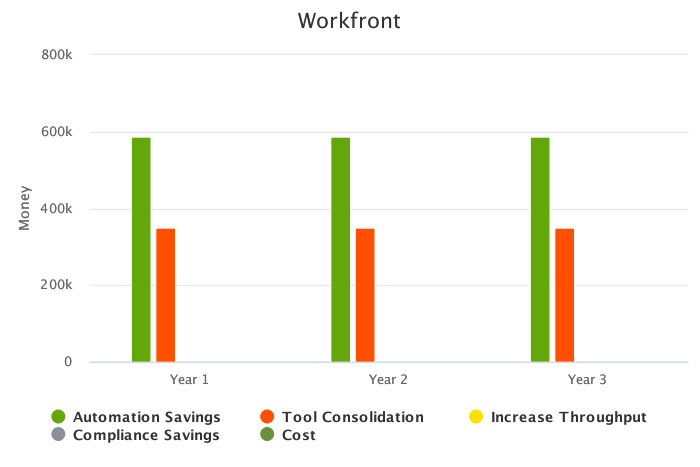 Workfront
800k
600k
400k
200k
0
Money
Year 1 Year 2 Year 3
Automation Savings Tool Consolidation Increase Throughput
Compliance Savings Cost